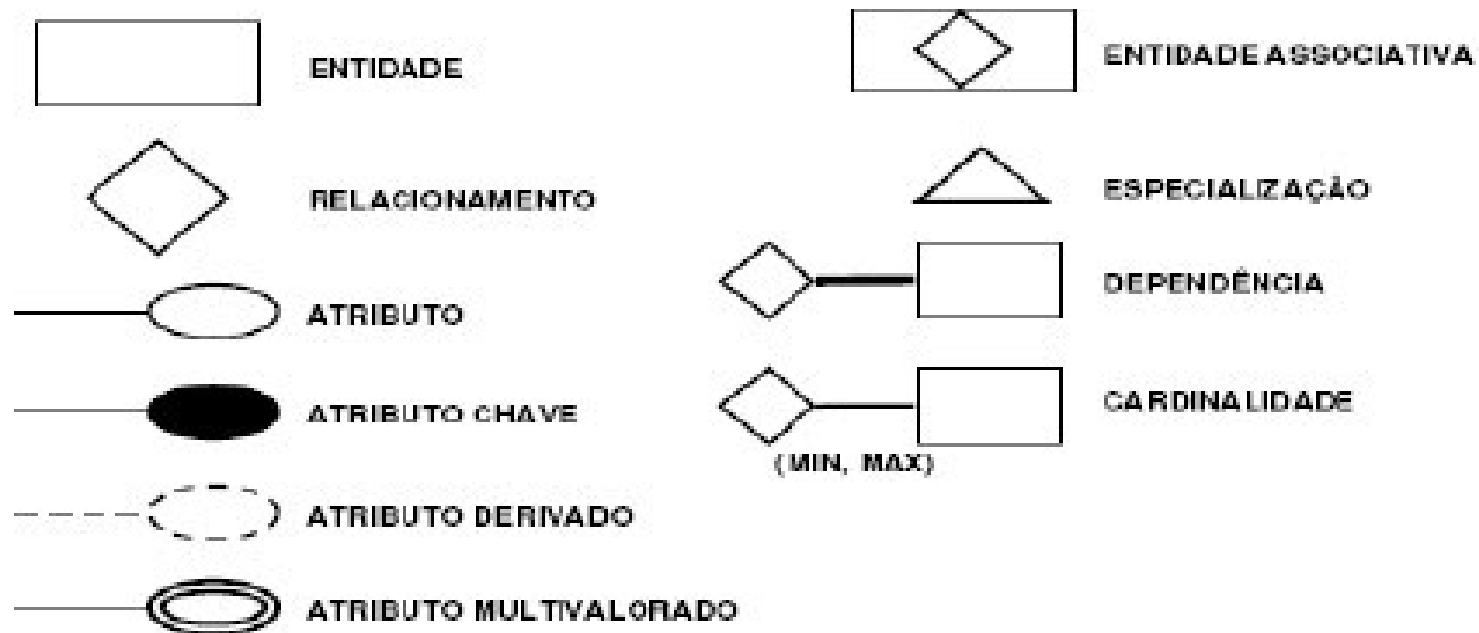 ENTIDADE
RELACIONAMENTO
ATRIBUTO
ATRIBUTO CHAVE
ATRIBUTO DERIVADO
ATRIBUTO MULTIVALORADO
ENTIDADE ASSOCIATIVA
ESPECIALIZAÇÃO
DEPENDÊNCIA
CARDINALIDADE
(MIN, MAX)